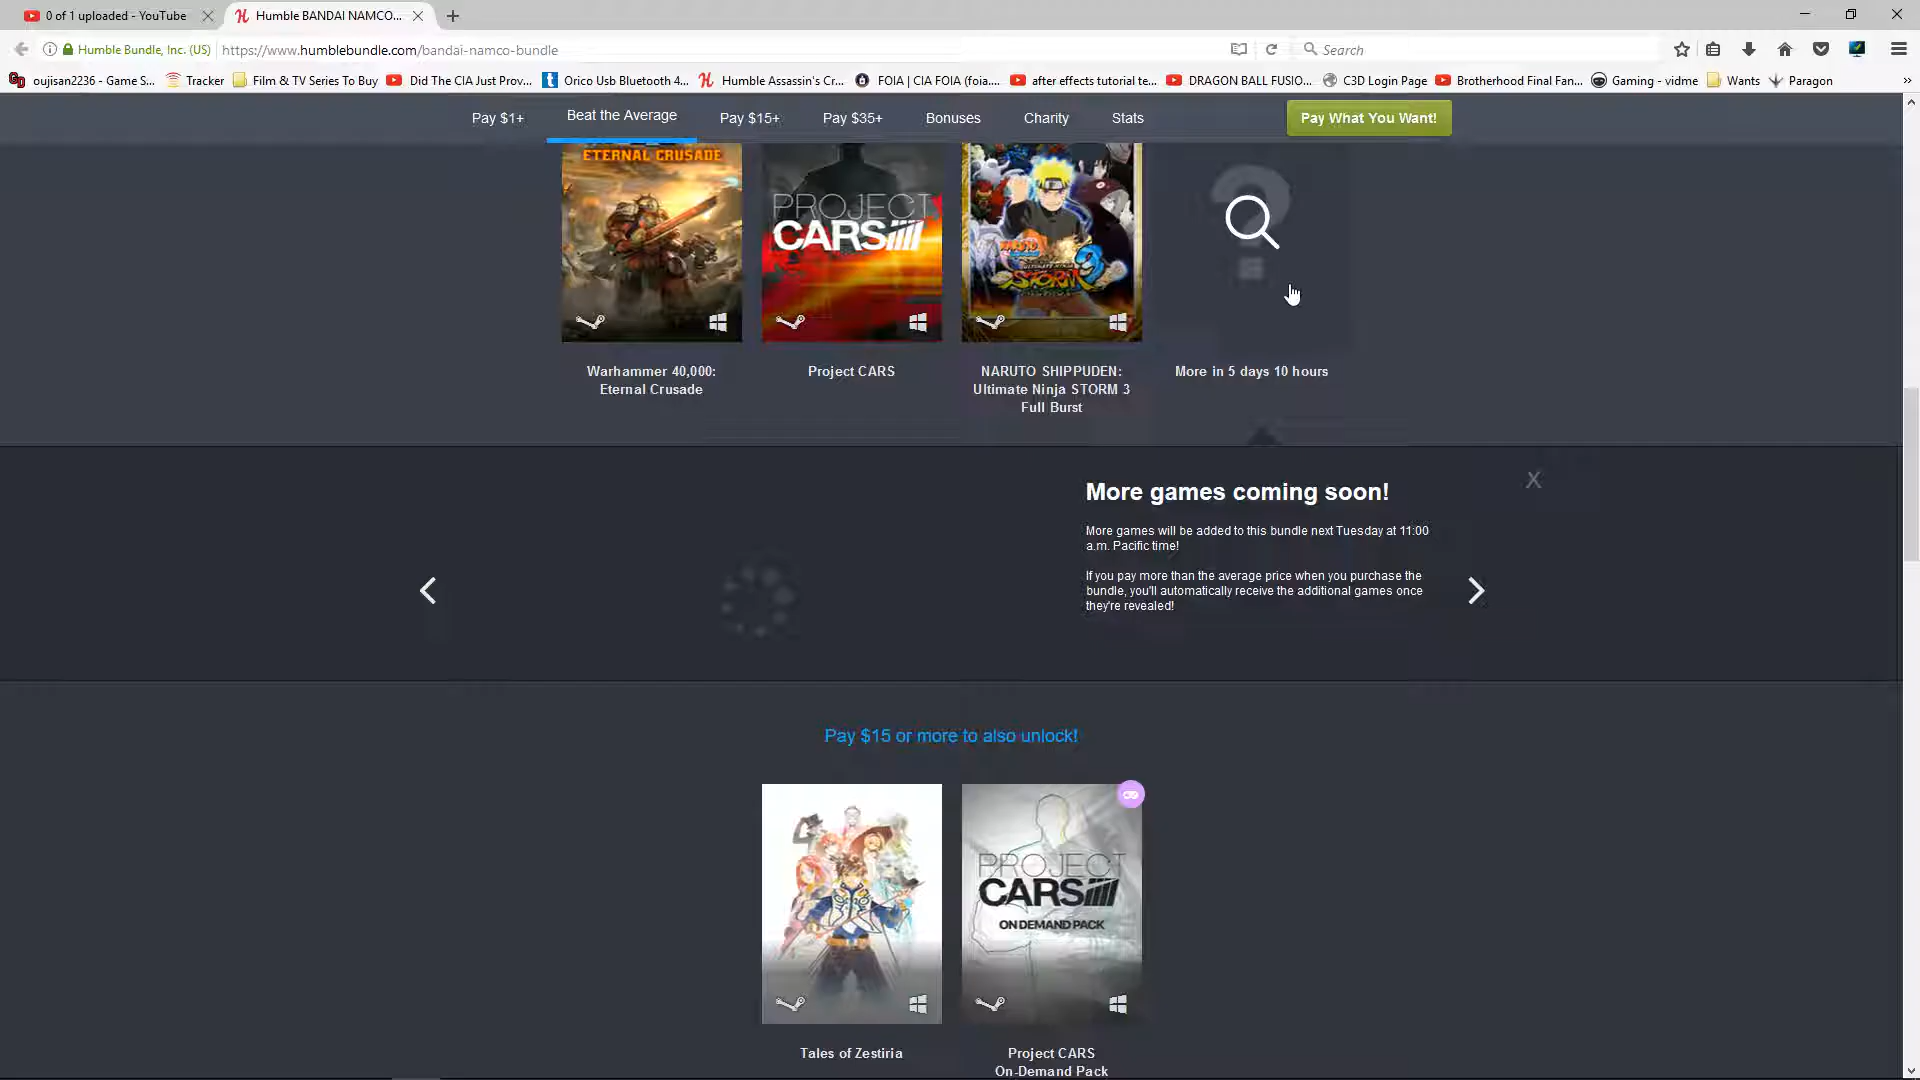 0 of 1 uploaded - YouTube
Humble BANDAI NAMCO...
Humble Bundle, Inc. (US)
https://www.humblebundle.com/bandai-namco-bundle
Search
oujisan2236 - Game S...
Tracker
Film & TV Series To Buy
Did The CIA Just Prov...
Orico Usb Bluetooth 4...
Humble Assassin's Cr...
FOIA | CIA FOIA (foia....
after effects tutorial te...
DRAGON BALL FUSIO...
C3D Login Page
Brotherhood Final Fan...
Gaming - vidme
Wants
Paragon
Pay $1+
Beat the Average
Pay $15+
Pay $35+
Bonuses
Charity
Stats
Pay What You Want!
ETERNAL CRUSADE
PROJECT
CARS
NARUTO
STORM 3
Warhammer 40,000:
Eternal Crusade
Project CARS
NARUTO SHIPPUDEN:
Ultimate Ninja STORM 3
Full Burst
More in 5 days 10 hours
X
More games coming soon!
More games will be added to this bundle next Tuesday at 11:00
a.m. Pacific time!
If you pay more than the average price when you purchase the
bundle, you'll automatically receive the additional games once
they're revealed!
Pay $15 or more to also unlock!
PROJECT
CARS
ON DEMAND PACK
Tales of Zestiria
Project CARS
On-Demand Pack